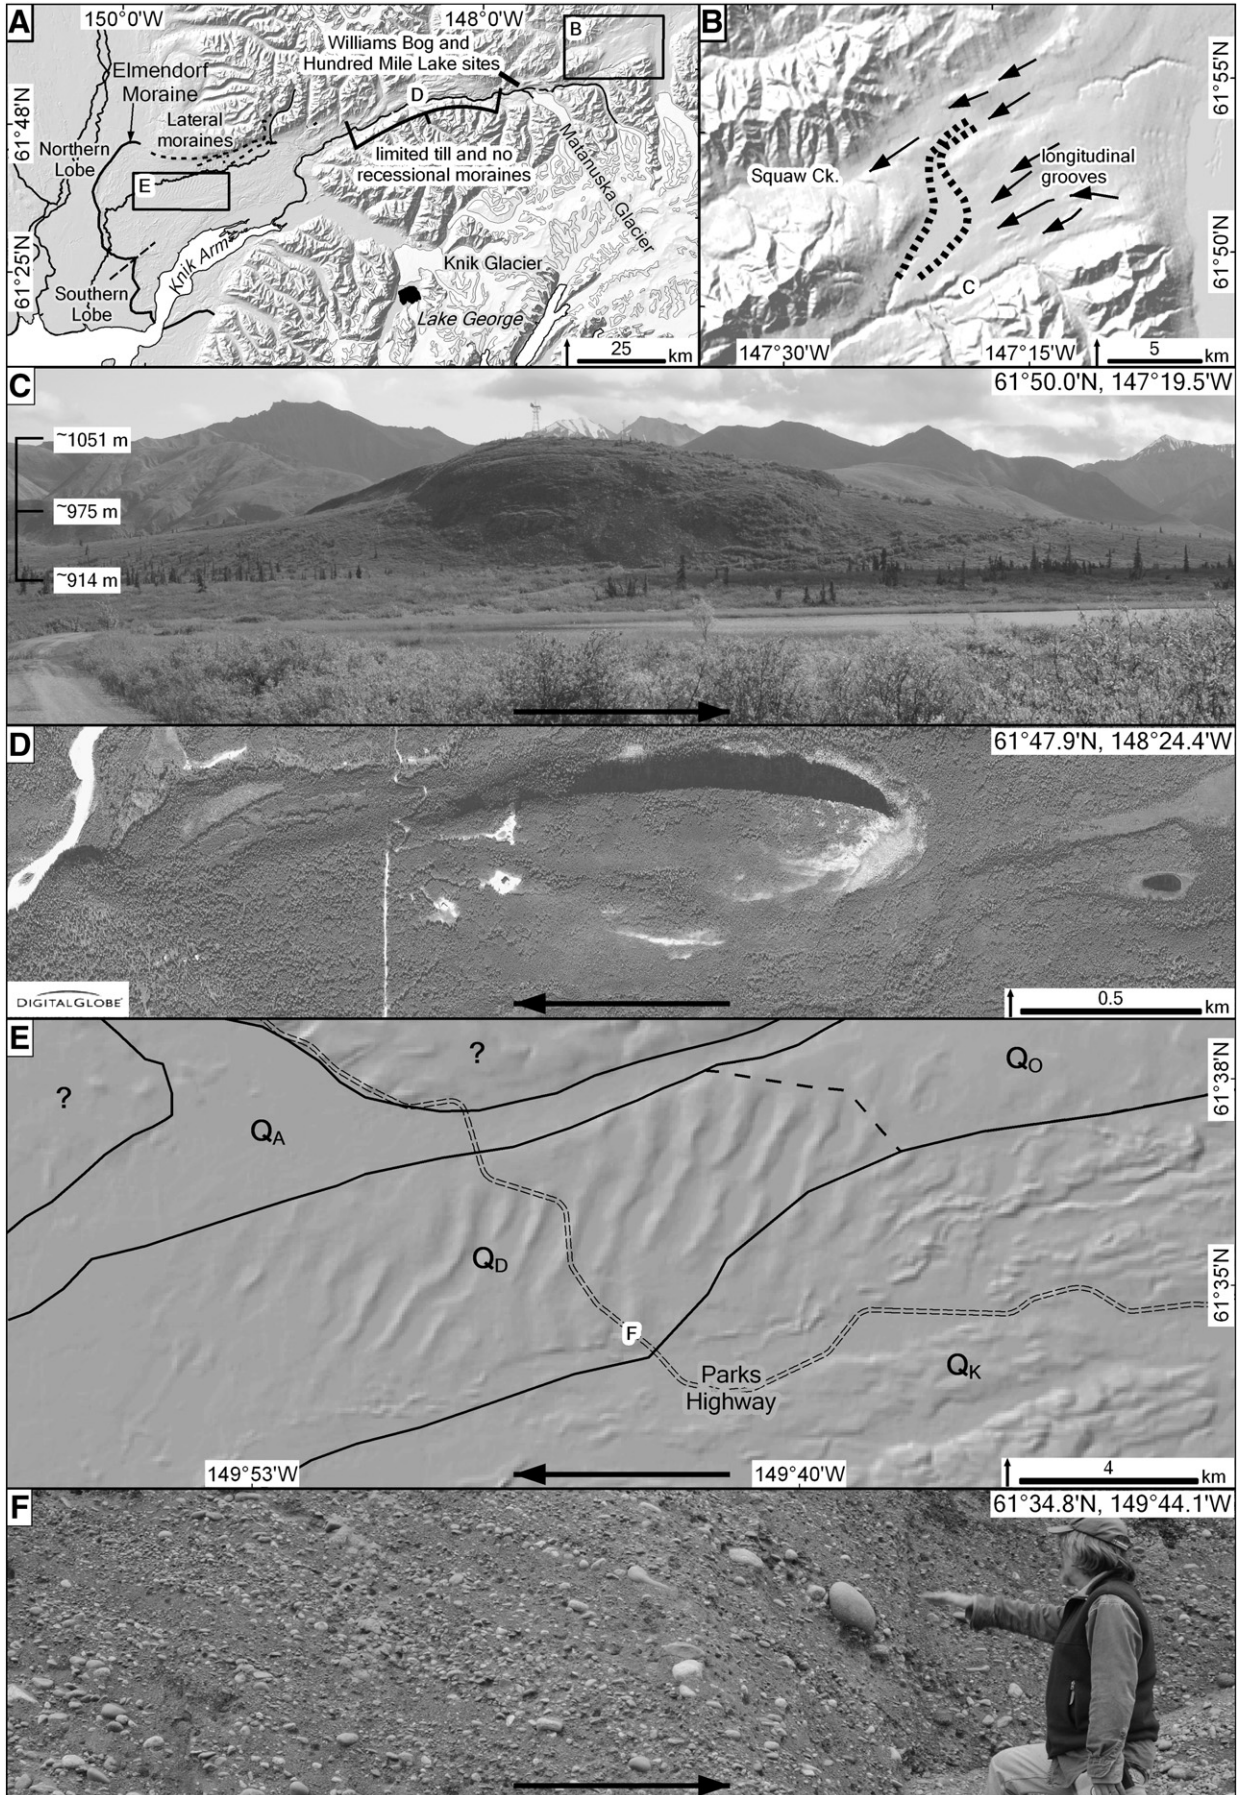 A
150°0'W
148°0'W
B
Williams Bog and
Hundred Mile Lake sites
Elmendorf
Moraine
D
Lateral
moraines
61°48'N
Northern
Lobe
limited till and no
recessional moraines
Matanuska Glacier
E
61°25'N
Knik Arm
Knik Glacier
Southern
Lobe
Lake George
25
km
B
61°55'N
longitudinal
grooves
Squaw Ck.
61°50'N
C
147°30'W
147°15'W
5
km
C
61°50.0'N, 147°19.5'W
~1051 m
~975 m
~914 m
D
61°47.9'N, 148°24.4'W
DIGITALGLOBE
0.5
km
E
?
QO
61°38'N
?
QA
QD
61°35'N
F
Parks
Highway
QK
149°53'W
149°40'W
4
km
F
61°34.8'N, 149°44.1'W